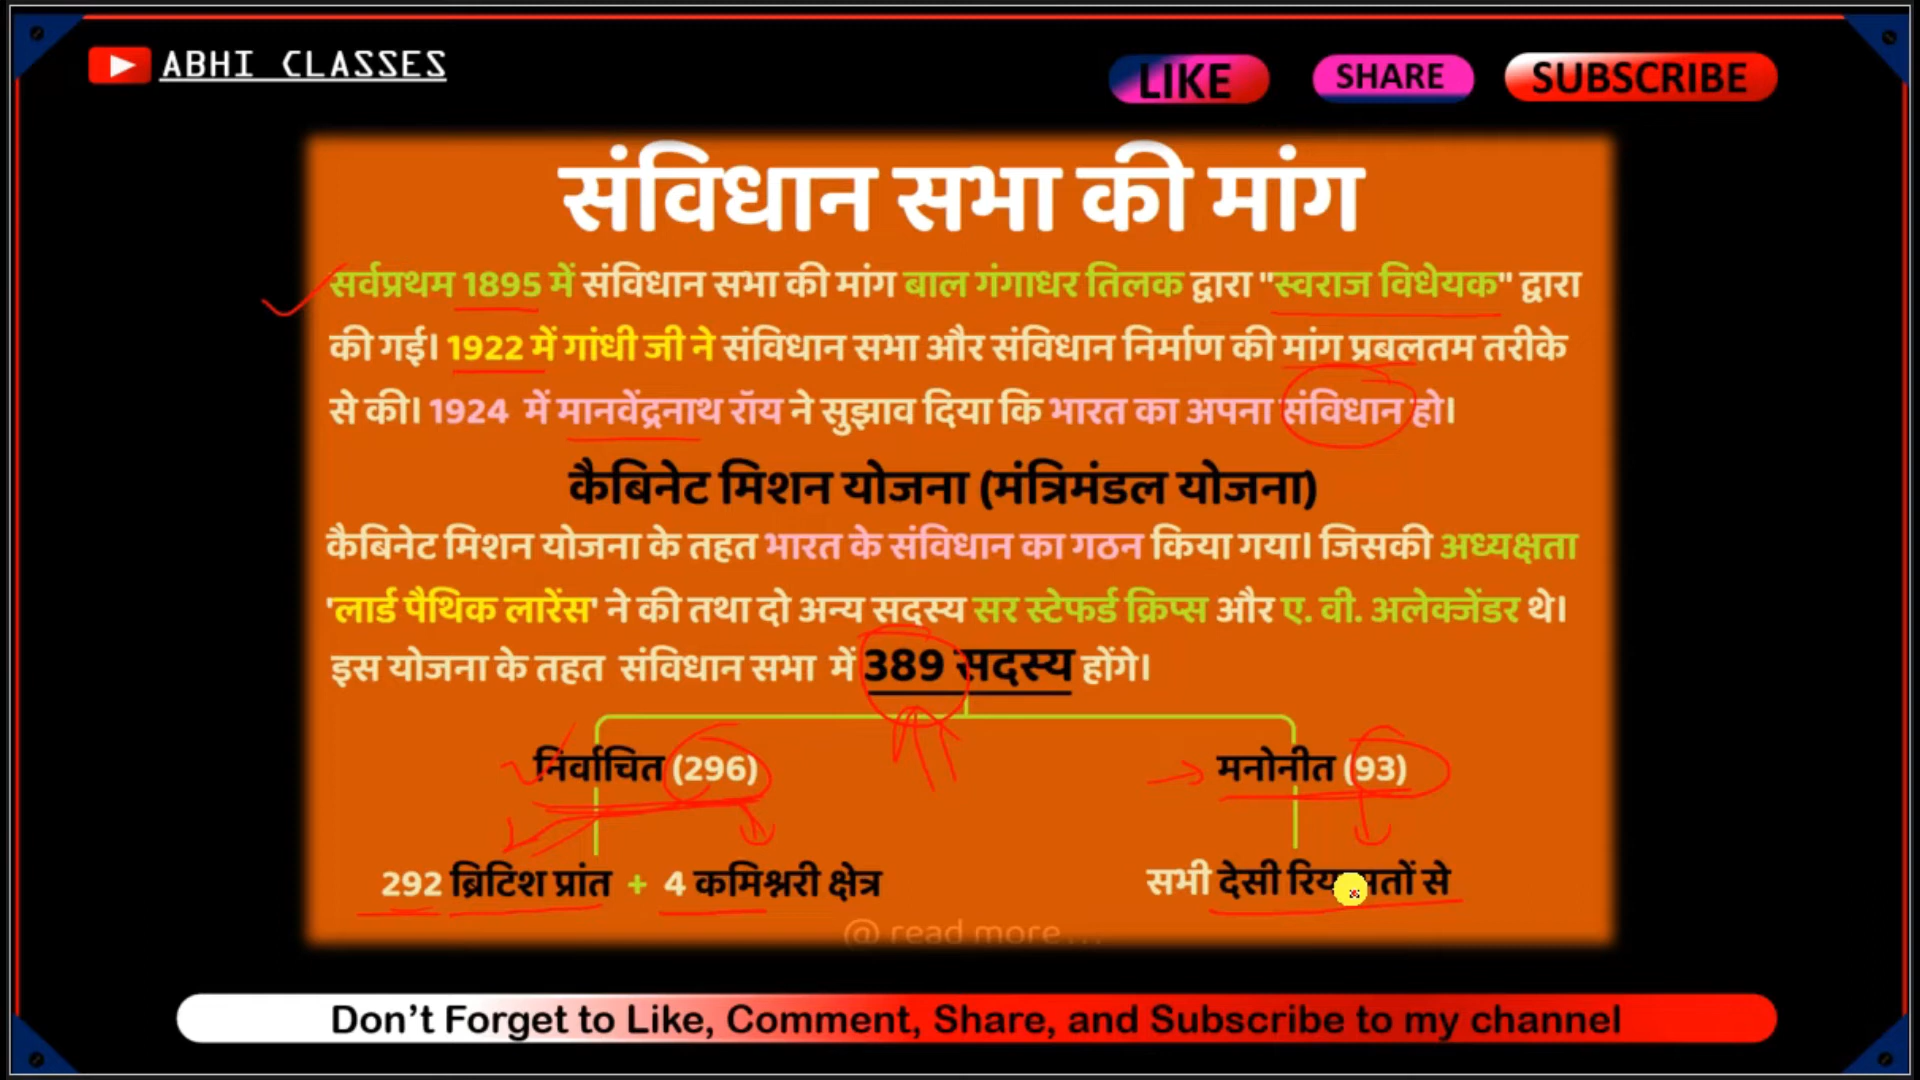 ABHI CLASSES
LIKE
SHARE
SUBSCRIBE
संविधान सभा की मांग
सर्वप्रथम 1895 में संविधान सभा की मांग बाल गंगाधर तिलक द्वारा "स्वराज विधेयक" द्वारा
की गई। 1922 में गांधी जी ने संविधान सभा और संविधान निर्माण की मांग प्रबलतम तरीके
से की। 1924 में मानवेंद्रनाथ रॉय ने सुझाव दिया कि भारत का अपना संविधान हो।
कैबिनेट मिशन योजना (मंत्रिमंडल योजना)
कैबिनेट मिशन योजना के तहत भारत के संविधान का गठन किया गया। जिसकी अध्यक्षता
'लार्ड पैथिक लारेंस' ने की तथा दो अन्य सदस्य सर स्टेफर्ड क्रिप्स और ए. वी. अलेक्जेंडर थे।
इस योजना के तहत संविधान सभा में 389 सदस्य होंगे।
निर्वाचित (296) मनोनीत (93)
292 ब्रिटिश प्रांत + 4 कमिश्नरी क्षेत्र सभी देसी रियासतों से
@ read more...
Don't Forget to Like, Comment, Share, and Subscribe to my channel